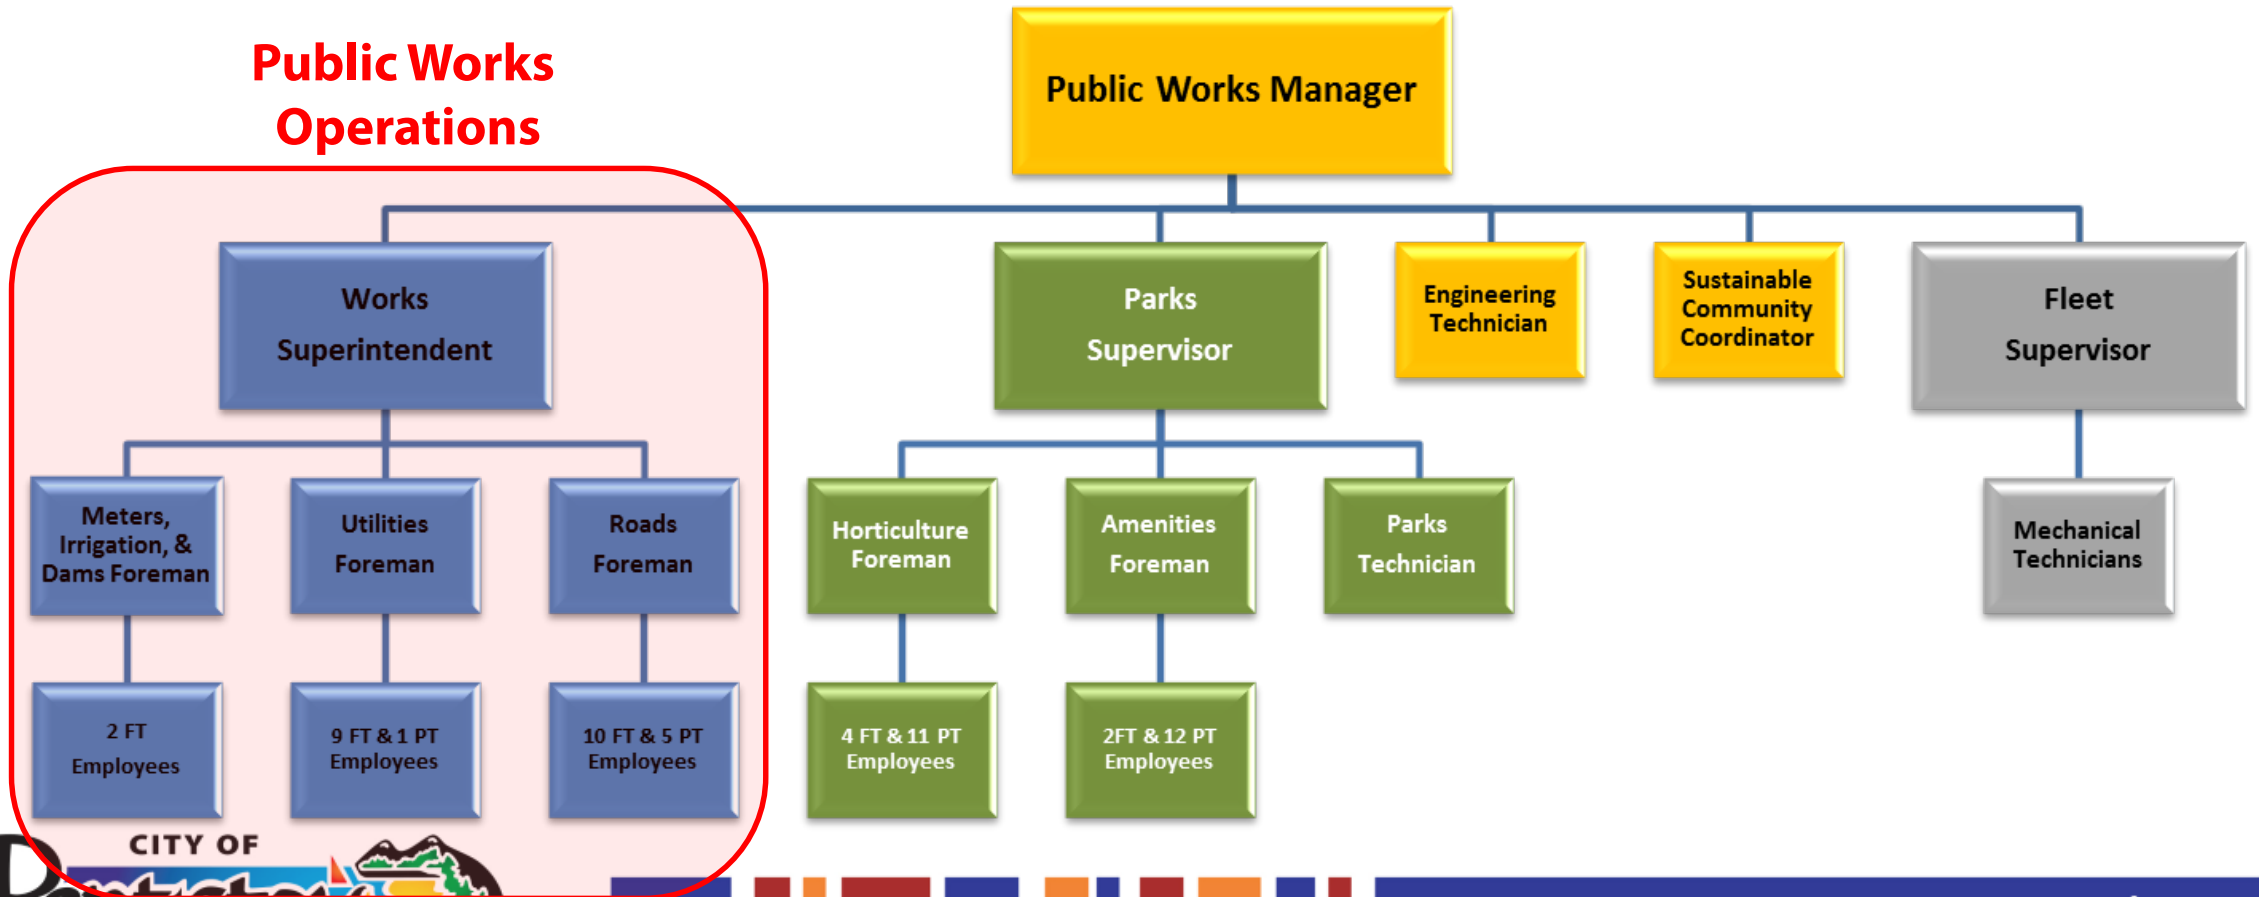 Public Works
Operations
Public Works Manager
Works
Superintendent
Parks
Supervisor
Engineering
Technician
Sustainable
Community
Coordinator
Fleet
Supervisor
Meters,
Irrigation, &
Dams Foreman
Utilities
Foreman
Roads
Foreman
Horticulture
Foreman
Amenities
Foreman
Parks
Technician
Mechanical
Technicians
2 FT
Employees
9 FT & 1 PT
Employees
10 FT & 5 PT
Employees
4 FT & 11 PT
Employees
2FT & 12 PT
Employees
CITY OF